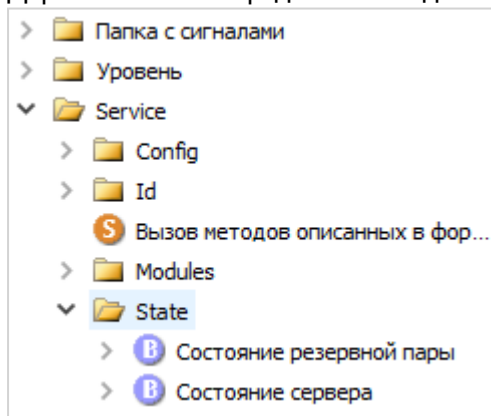 Папка с сигналами
Уровень
Service
Config
Id
S Вызов методов описанных в фор...
Modules
State
B Состояние резервной пары
B Состояние сервера